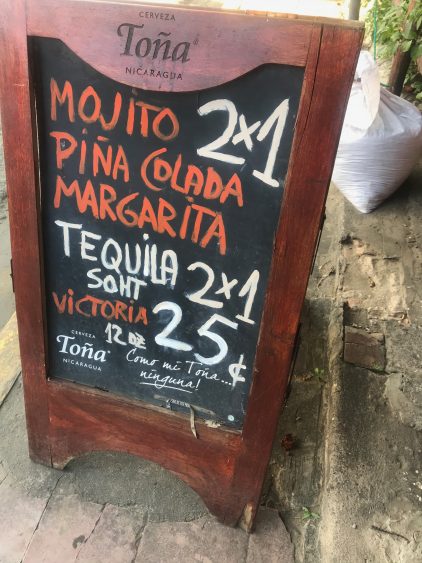 CERVEZA
Toña
NICARAGUA
MOJITO 2x1
PIÑA COLADA
MARGARITA
TEQUILA 2x1
SOHT
VICTORIA 25¢
12 OZ
CERVEZA
Toña
NICARAGUA
Como mi Toña...
ninguna!